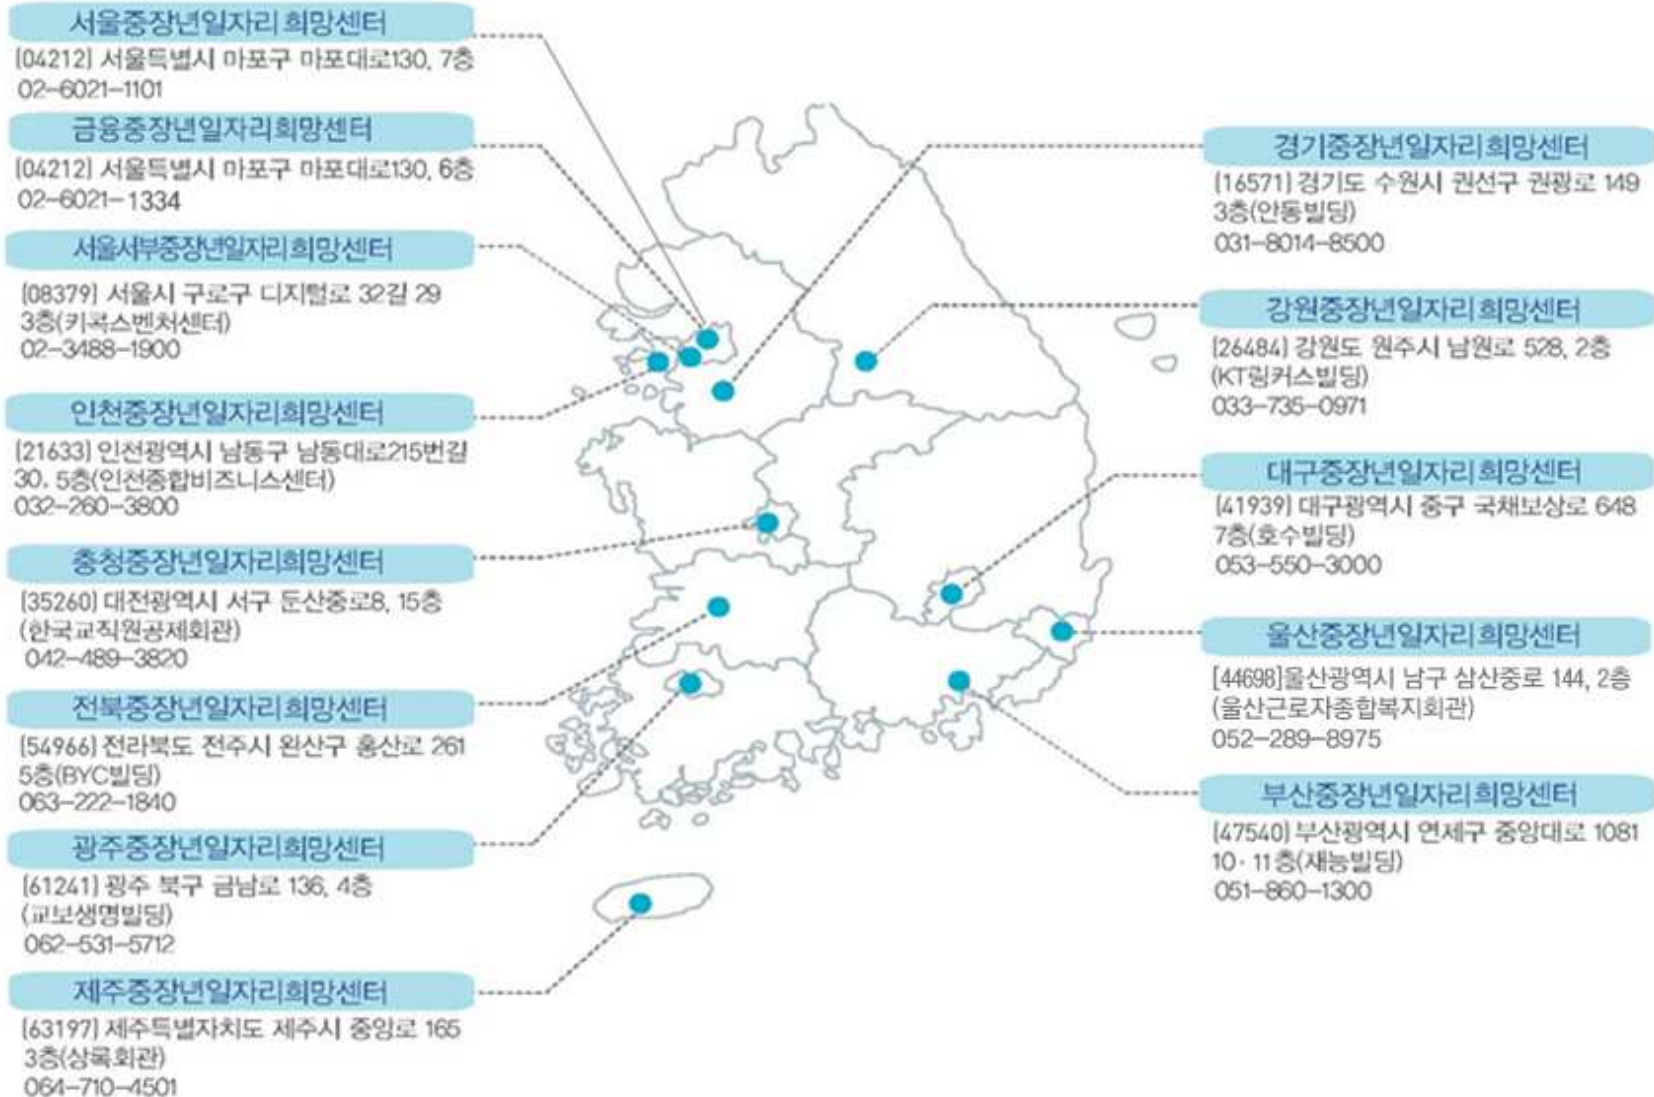 서울중장년일자리희망센터
[04212] 서울특별시 마포구 마포대로130, 7층
02-6021-1101
금융중장년일자리희망센터
[04212] 서울특별시 마포구 마포대로130, 6층
02-6021-1334
서울서부중장년일자리희망센터
[08379] 서울시 구로구 디지털로 32길 29
3층(키콕스벤처센터)
02-3488-1900
인천중장년일자리희망센터
[21633] 인천광역시 남동구 남동대로215번길
30. 5층(인천종합비즈니스센터)
032-260-3800
충청중장년일자리희망센터
[35260] 대전광역시 서구 둔산중로8, 15층
(한국교직원공제회관)
042-489-3820
전북중장년일자리희망센터
[54966] 전라북도 전주시 완산구 홍산로 261
5층(BYC빌딩)
063-222-1840
광주중장년일자리희망센터
[61241] 광주 북구 금남로 136, 4층
(교보생명빌딩)
062-531-5712
제주중장년일자리희망센터
[63197] 제주특별자치도 제주시 중앙로 165
3층(상록회관)
064-710-4501
경기중장년일자리희망센터
[16571] 경기도 수원시 권선구 권광로 149
3층(안동빌딩)
031-8014-8500
강원중장년일자리희망센터
[26484] 강원도 원주시 남원로 528, 2층
(KT링커스빌딩)
033-735-0971
대구중장년일자리희망센터
[41939] 대구광역시 중구 국채보상로 648
7층(호수빌딩)
053-550-3000
울산중장년일자리희망센터
[44698]울산광역시 남구 삼산중로 144, 2층
(울산근로자종합복지회관)
052-289-8975
부산중장년일자리희망센터
[47540] 부산광역시 연제구 중앙대로 1081
10·11층(재능빌딩)
051-860-1300